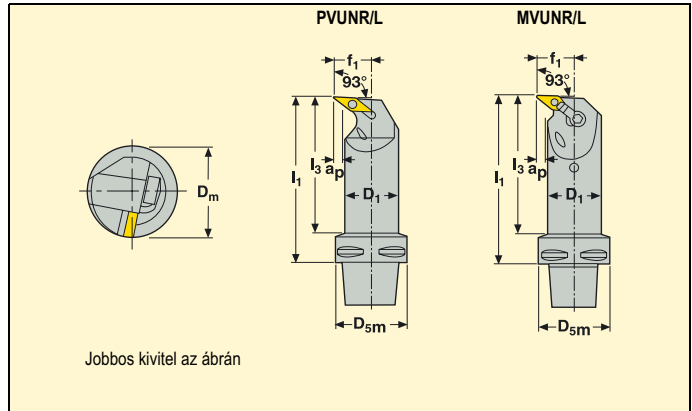 PVUNR/L
MVUNR/L
f1
93°
f1
93°
l1
l3
ap
D1
l1
l3
ap
D1
Dm
D5m
D5m
Jobbos kivitel az ábrán